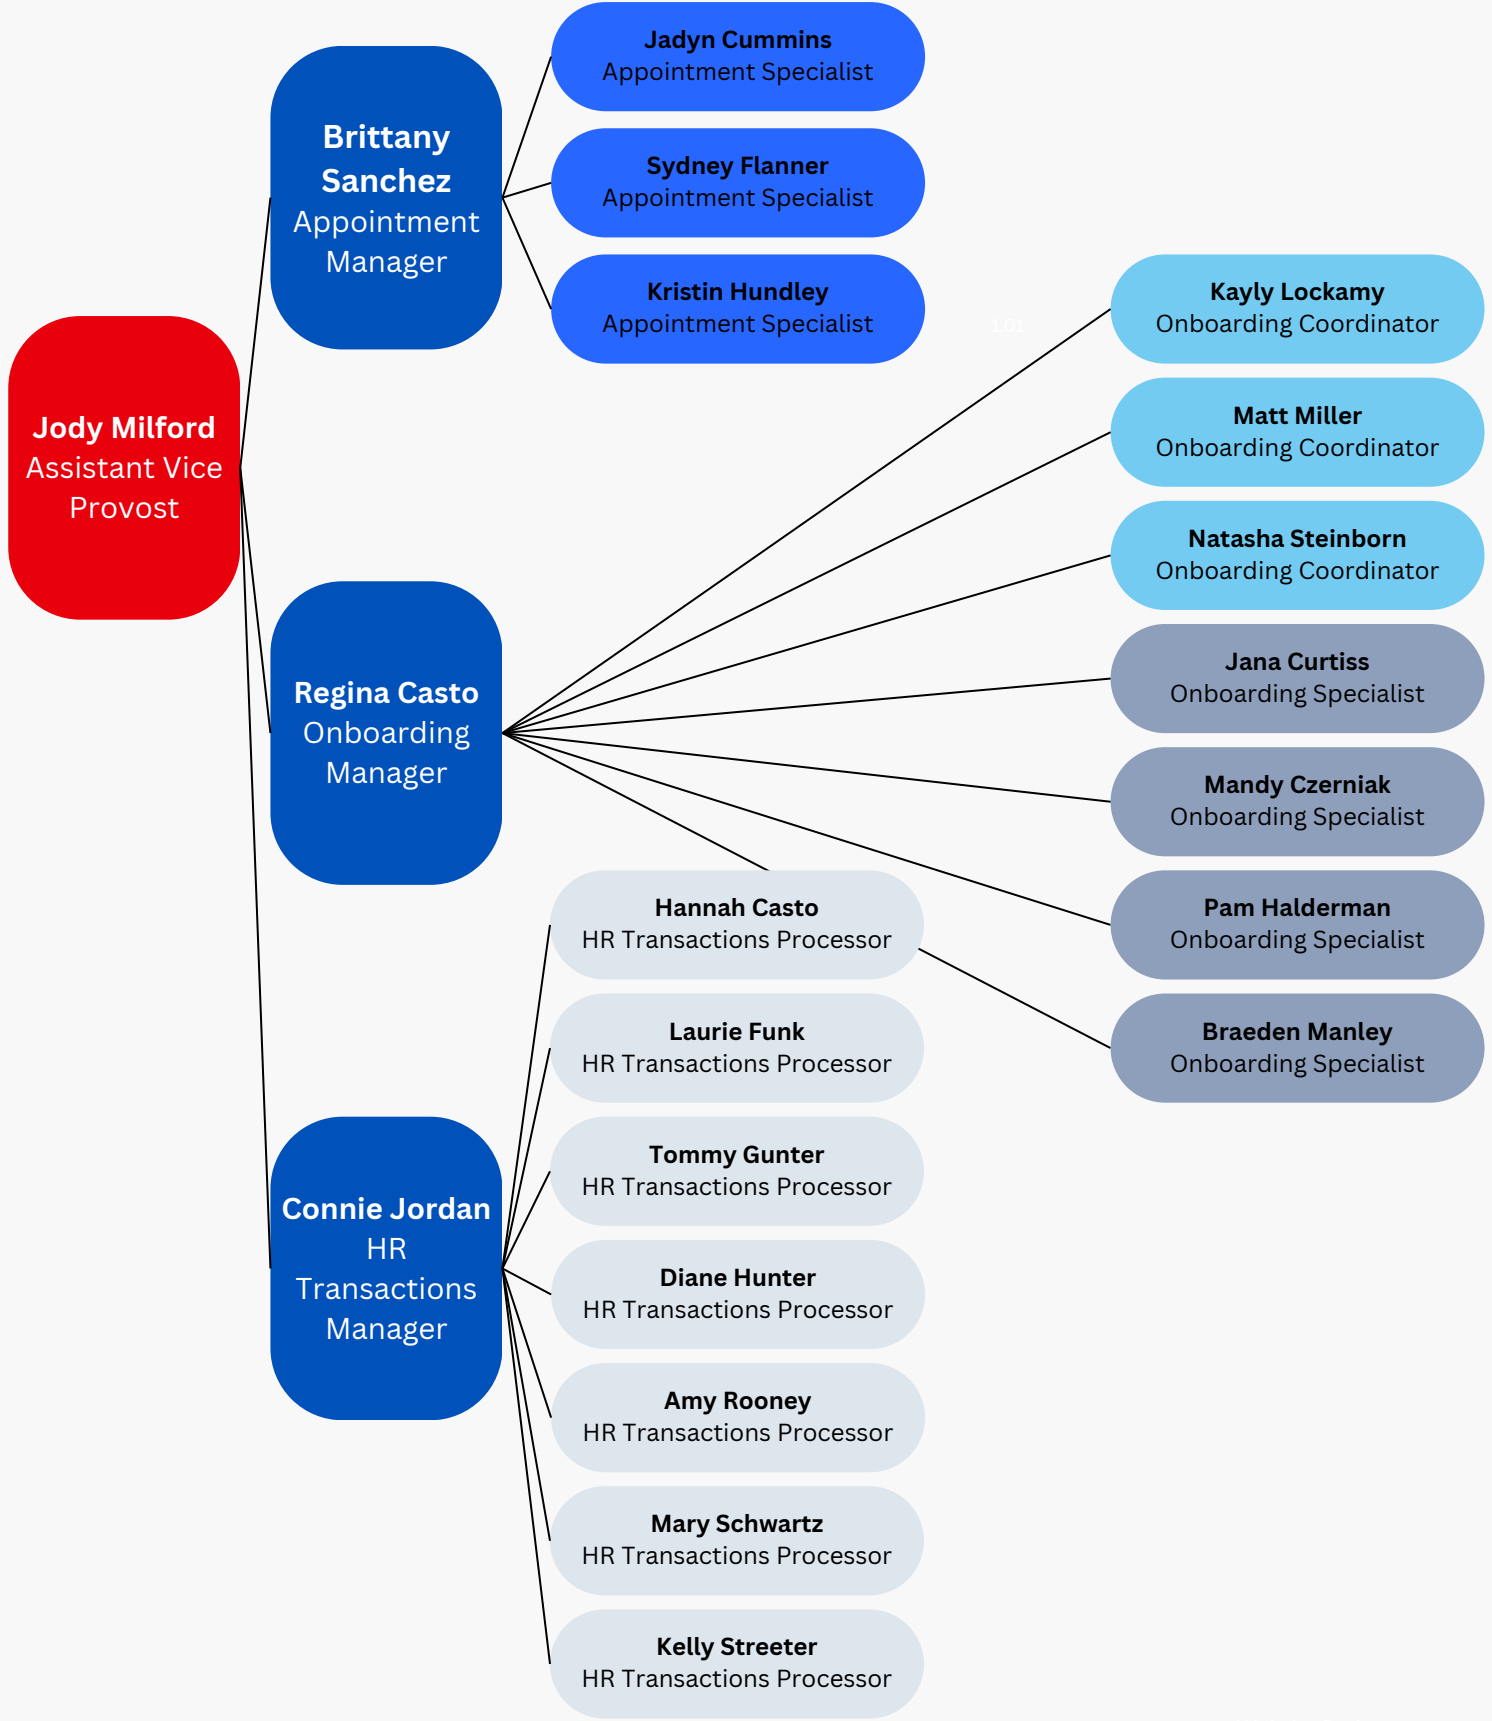 Jody Milford
Assistant Vice
Provost
Brittany
Sanchez
Appointment
Manager
Jadyn Cummins
Appointment Specialist
Sydney Flanner
Appointment Specialist
Kristin Hundley
Appointment Specialist
1.01
Regina Casto
Onboarding
Manager
Kayly Lockamy
Onboarding Coordinator
Matt Miller
Onboarding Coordinator
Natasha Steinborn
Onboarding Coordinator
Jana Curtiss
Onboarding Specialist
Mandy Czerniak
Onboarding Specialist
Pam Halderman
Onboarding Specialist
Braeden Manley
Onboarding Specialist
Connie Jordan
HR
Transactions
Manager
Hannah Casto
HR Transactions Processor
Laurie Funk
HR Transactions Processor
Tommy Gunter
HR Transactions Processor
Diane Hunter
HR Transactions Processor
Amy Rooney
HR Transactions Processor
Mary Schwartz
HR Transactions Processor
Kelly Streeter
HR Transactions Processor